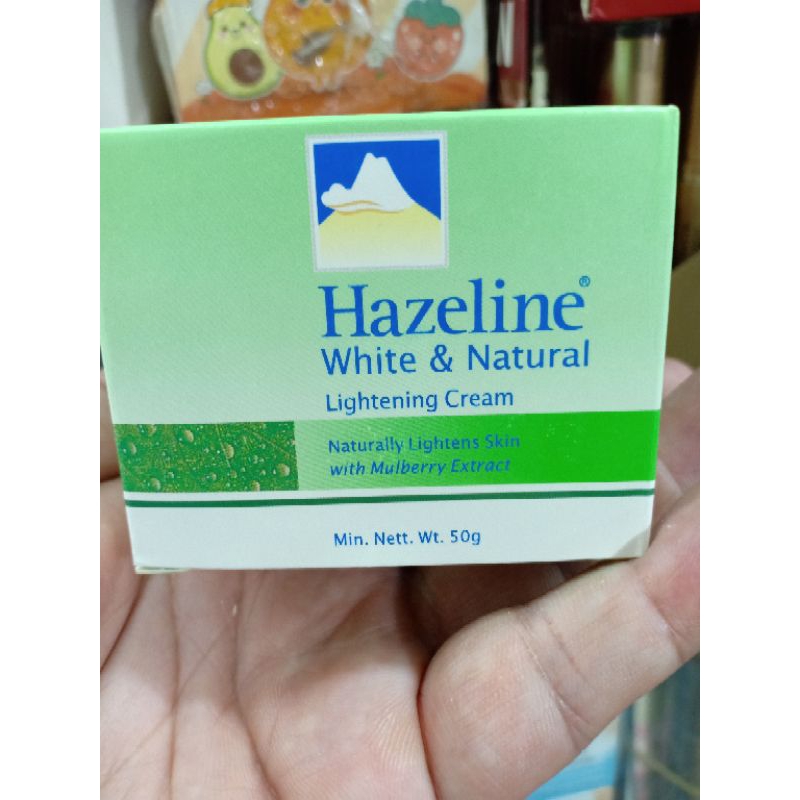 Hazeline®
White & Natural
Lightening Cream
Naturally Lightens Skin
with Mulberry Extract
Min. Nett. Wt. 50g